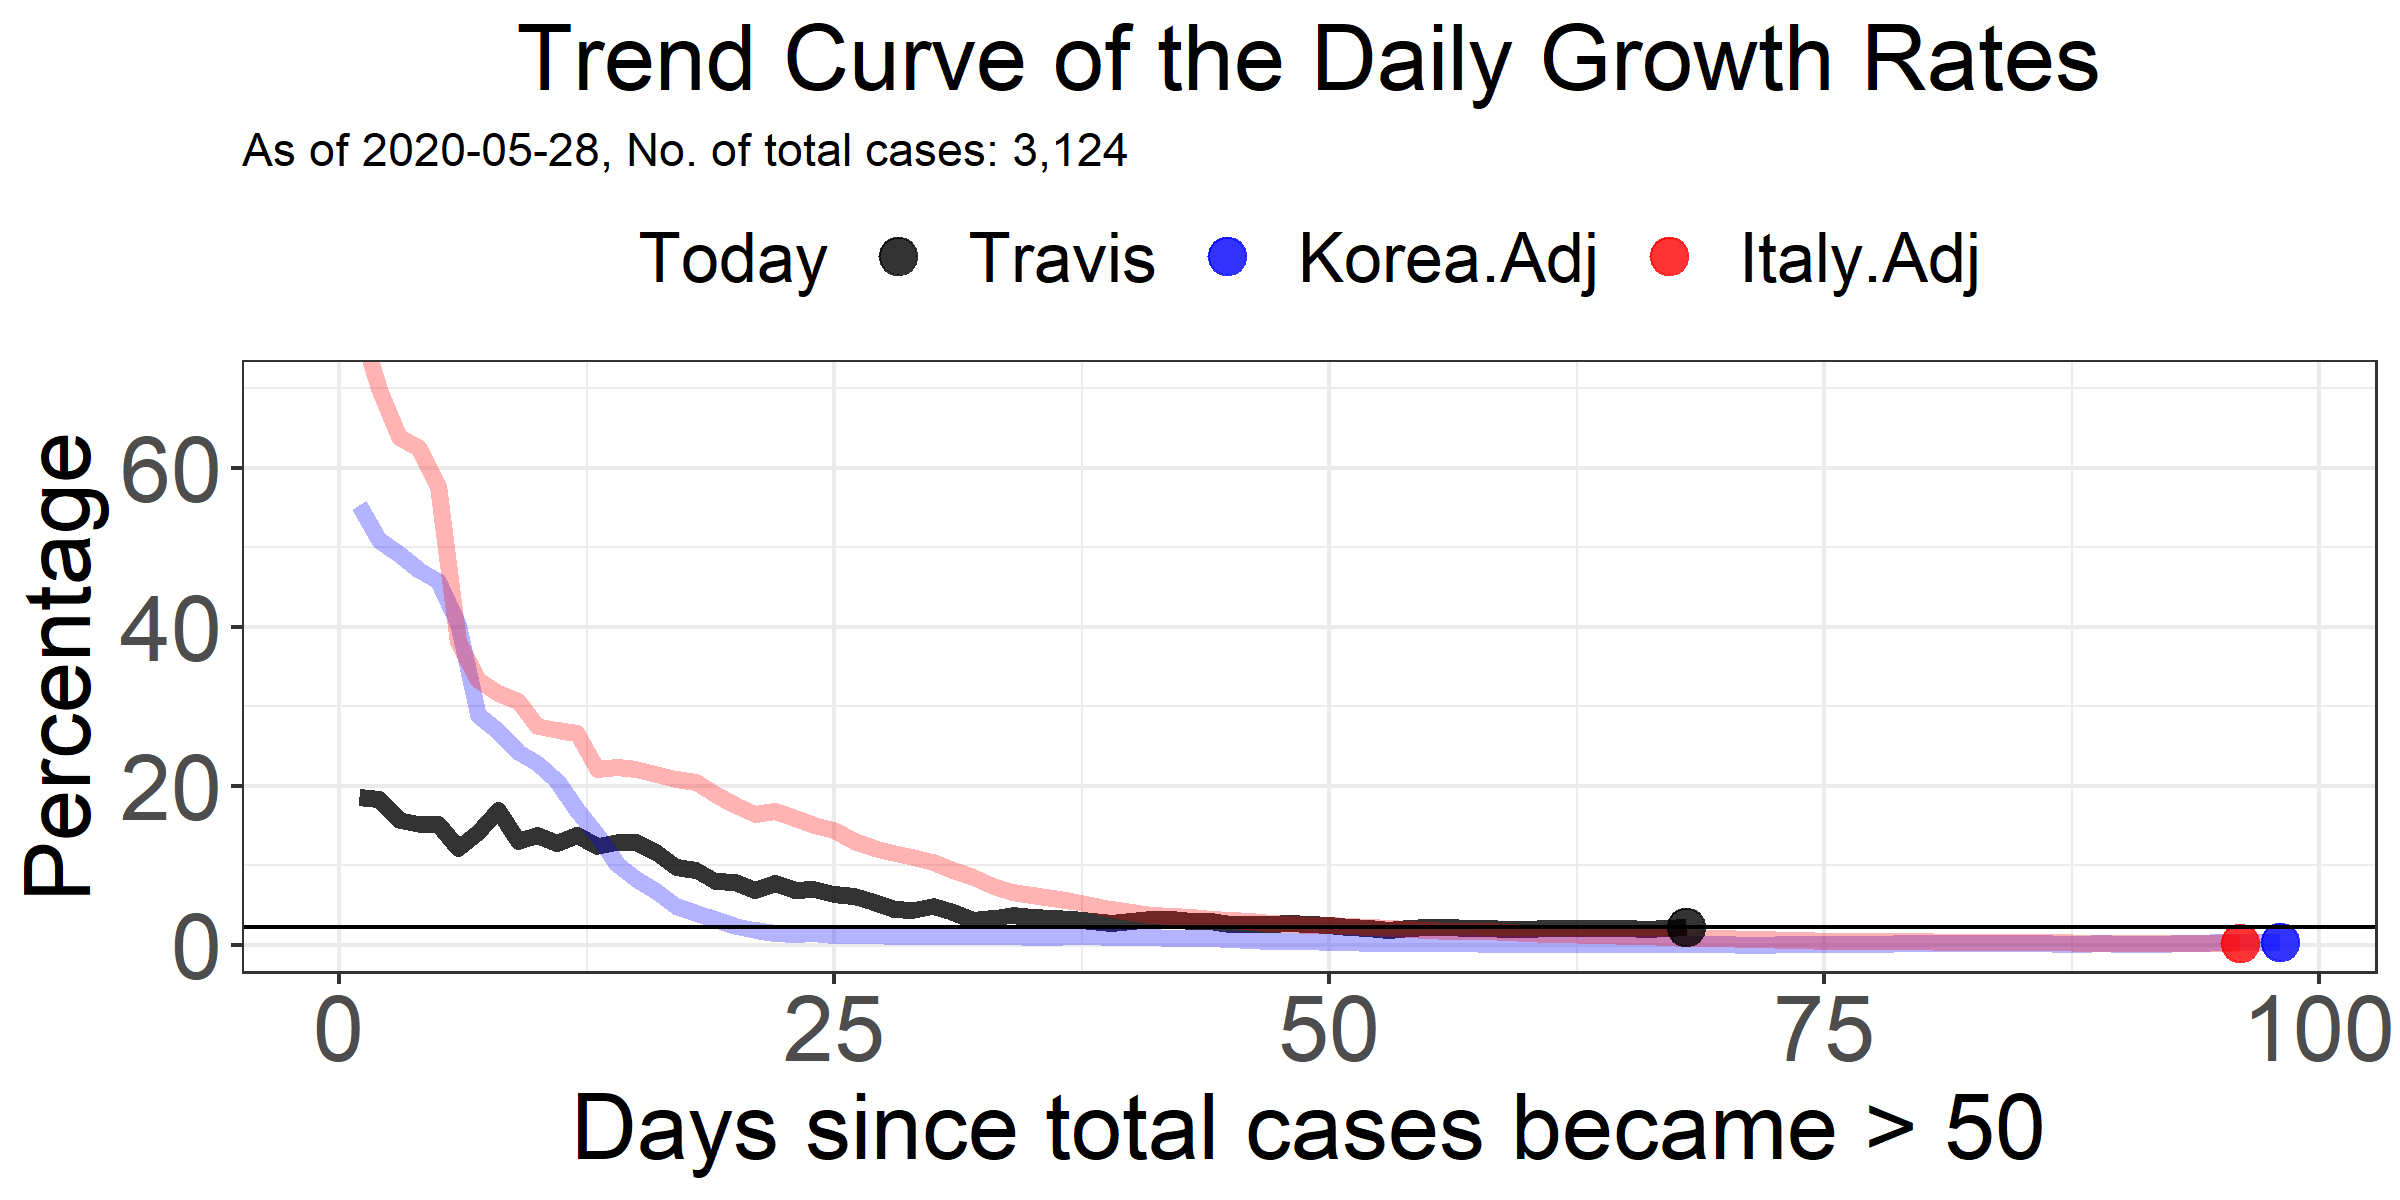 Trend Curve of the Daily Growth Rates
As of 2020-05-28, No. of total cases: 3,124
Today Travis Korea.Adj Italy.Adj
Percentage
60
40
20
0
0 25 50 75 100
Days since total cases became > 50